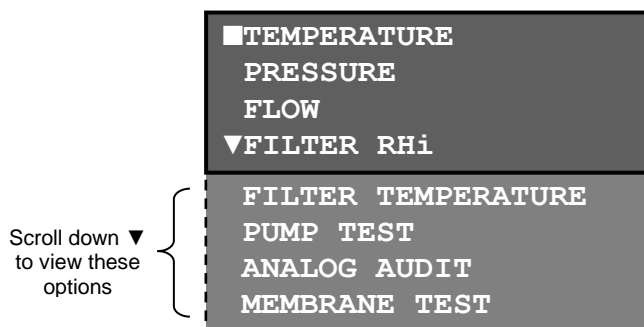 ■TEMPERATURE
PRESSURE
FLOW
▼FILTER RHi
FILTER TEMPERATURE
PUMP TEST
ANALOG AUDIT
MEMBRANE TEST
Scroll down ▼
to view these
options